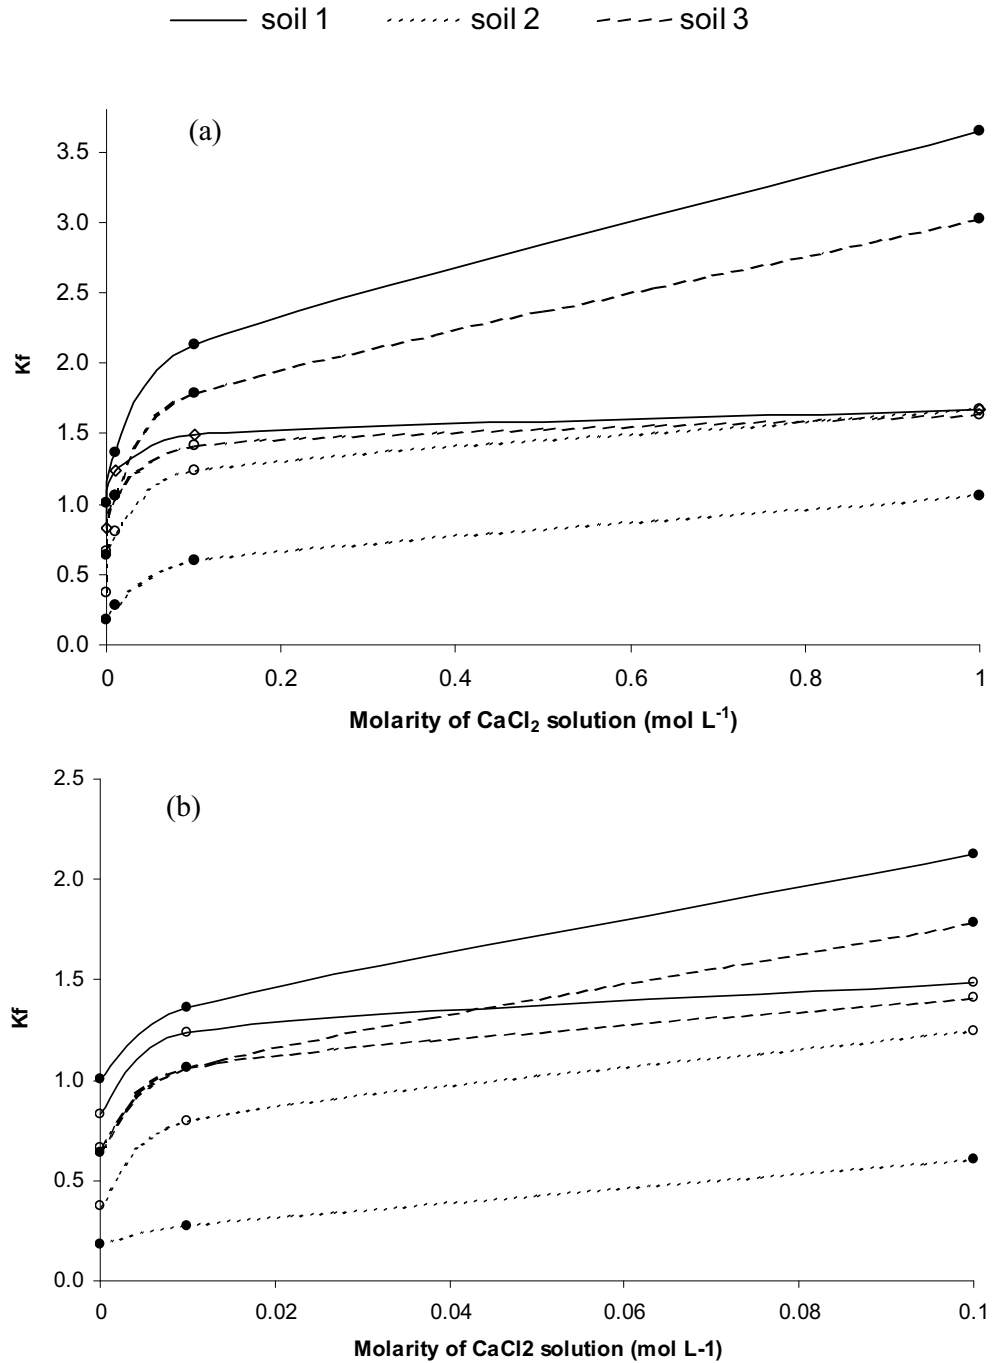 soil 1 soil 2 soil 3
(a)
3.5
3.0
2.5
2.0
1.5
1.0
0.5
0.0
Kf
0 0.2 0.4 0.6 0.8 1
Molarity of CaCl₂ solution (mol L⁻¹)
(b)
2.5
2.0
1.5
1.0
0.5
0.0
Kf
0 0.02 0.04 0.06 0.08 0.1
Molarity of CaCl2 solution (mol L-1)